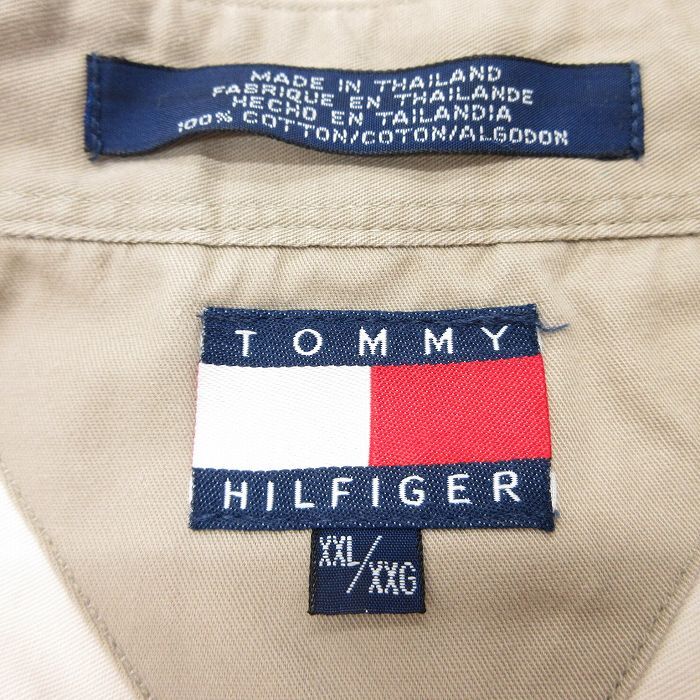 MADE IN THAILAND
FABRIQUE EN THAILANDE
HECHO EN TAILANDIA
100% COTTON/COTON/ALGODON
TOMMY
HILFIGER
XXL/
XXG